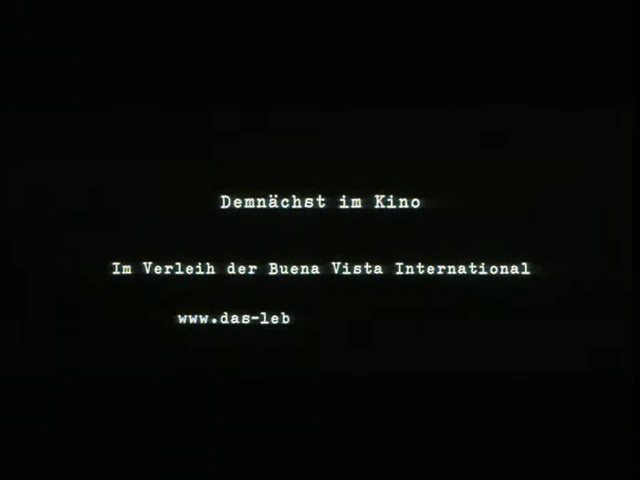 Demnächst im Kino
Im Verleih der Buena Vista International
www.das-leb